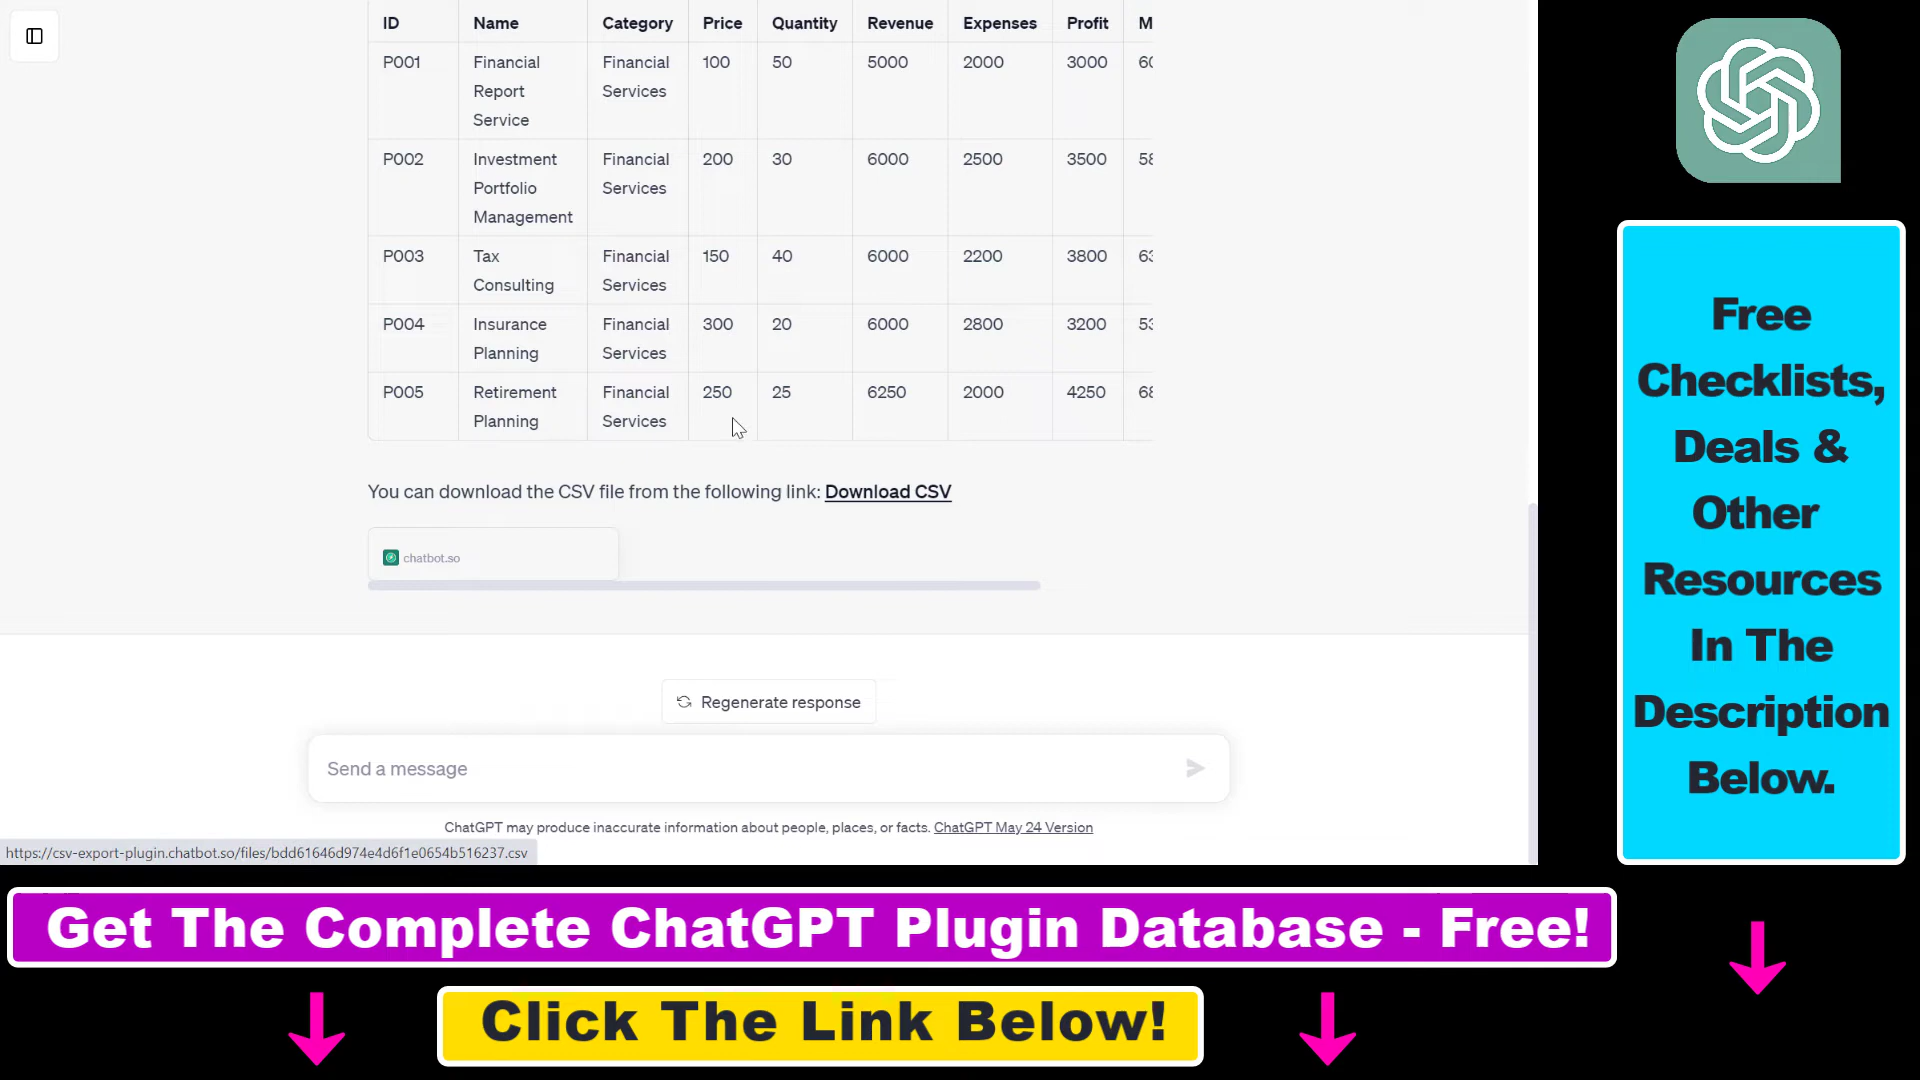 ID Name Category Price Quantity Revenue Expenses Profit M
P001 Financial Financial 100 50 5000 2000 3000 60
Report Services
Service
P002 Investment Financial 200 30 6000 2500 3500 58
Portfolio Services
Management
P003 Tax Financial 150 40 6000 2200 3800 63
Consulting Services
P004 Insurance Financial 300 20 6000 2800 3200 53
Planning Services
P005 Retirement Financial 250 25 6250 2000 4250 68
Planning Services
You can download the CSV file from the following link: Download CSV
chatbot.so
Regenerate response
Send a message
ChatGPT may produce inaccurate information about people, places, or facts. ChatGPT May 24 Version
https://csv-export-plugin.chatbot.so/files/bdd61646d974e4d6f1e0654b516237.csv
Free
Checklists,
Deals &
Other
Resources
In The
Description
Below.
Get The Complete ChatGPT Plugin Database - Free!
Click The Link Below!